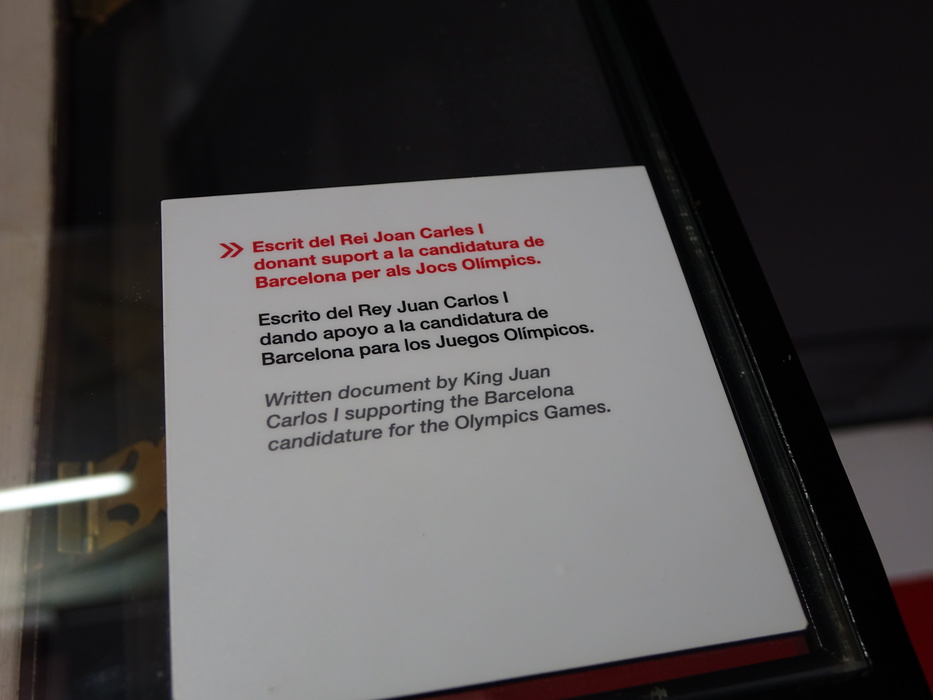 » Escrit del Rei Joan Carles I
donant suport a la candidatura de
Barcelona per als Jocs Olímpics.
Escrito del Rey Juan Carlos I
dando apoyo a la candidatura de
Barcelona para los Juegos Olímpicos.
Written document by King Juan
Carlos I supporting the Barcelona
candidature for the Olympics Games.